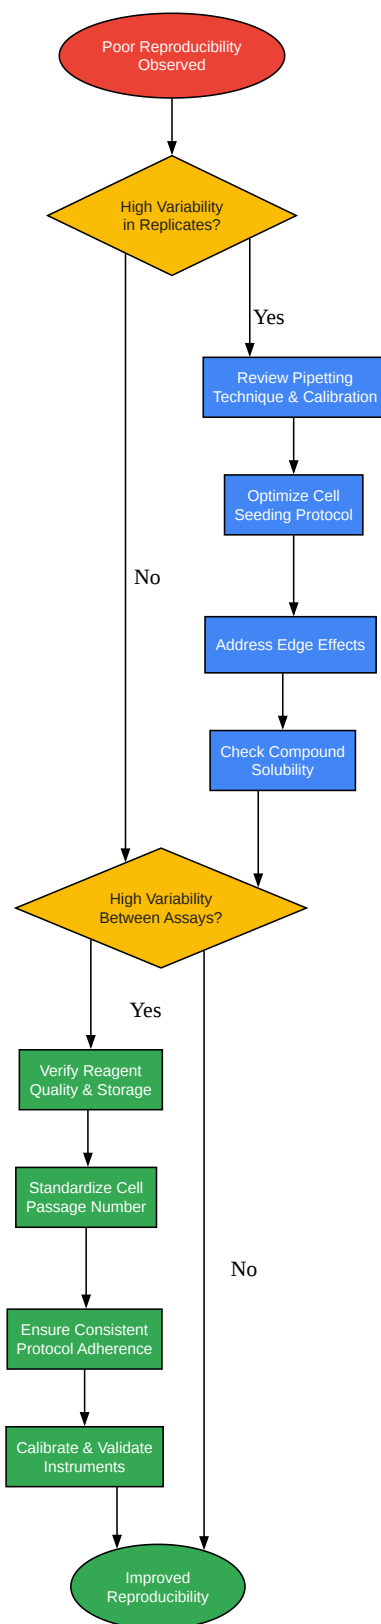 Poor Reproducibility
Observed
High Variability
in Replicates?
Yes
Review Pipetting
Technique & Calibration
Optimize Cell
Seeding Protocol
No
Address Edge Effects
Check Compound
Solubility
High Variability
Between Assays?
Yes
Verify Reagent
Quality & Storage
Standardize Cell
Passage Number
No
Ensure Consistent
Protocol Adherence
Calibrate & Validate
Instruments
Improved
Reproducibility